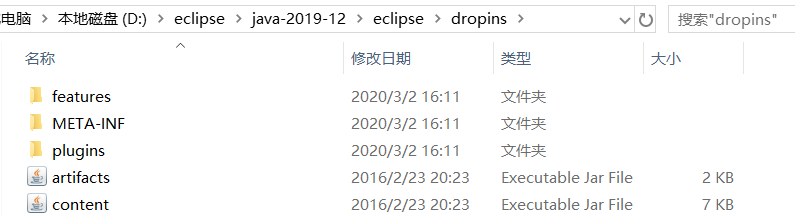 电脑 > 本地磁盘 (D:) > eclipse > java-2019-12 > eclipse > dropins > 搜索"dropins"
名称 修改日期 类型 大小
features 2020/3/2 16:11 文件夹
META-INF 2020/3/2 16:11 文件夹
plugins 2020/3/2 16:11 文件夹
artifacts 2016/2/23 20:23 Executable Jar File 2 KB
content 2016/2/23 20:23 Executable Jar File 7 KB